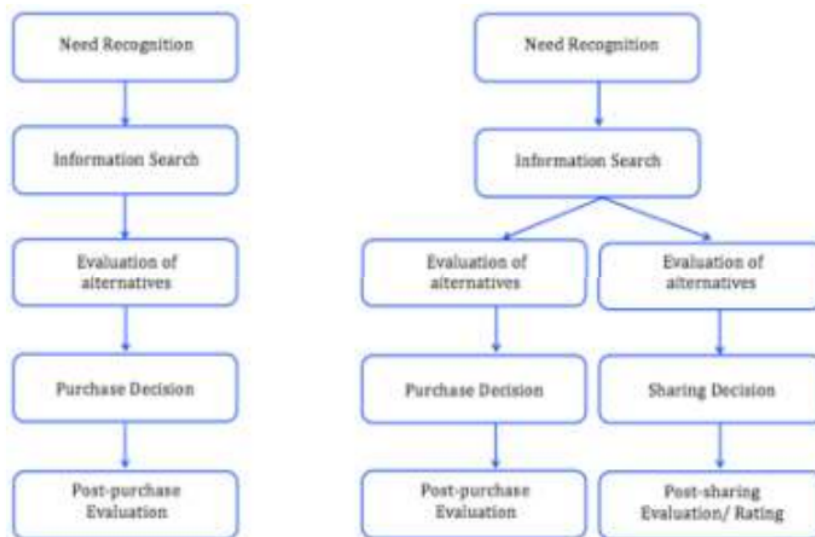 Need Recognition
Information Search
Evaluation of
alternatives
Purchase Decision
Post-purchase
Evaluation
Need Recognition
Information Search
Evaluation of
alternatives
Purchase Decision
Post-purchase
Evaluation
Evaluation of
alternatives
Sharing Decision
Post-sharing
Evaluation/ Rating